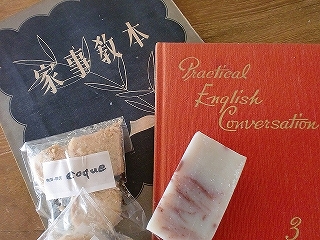 家事教本
Practical
English
Conversation
3
coque